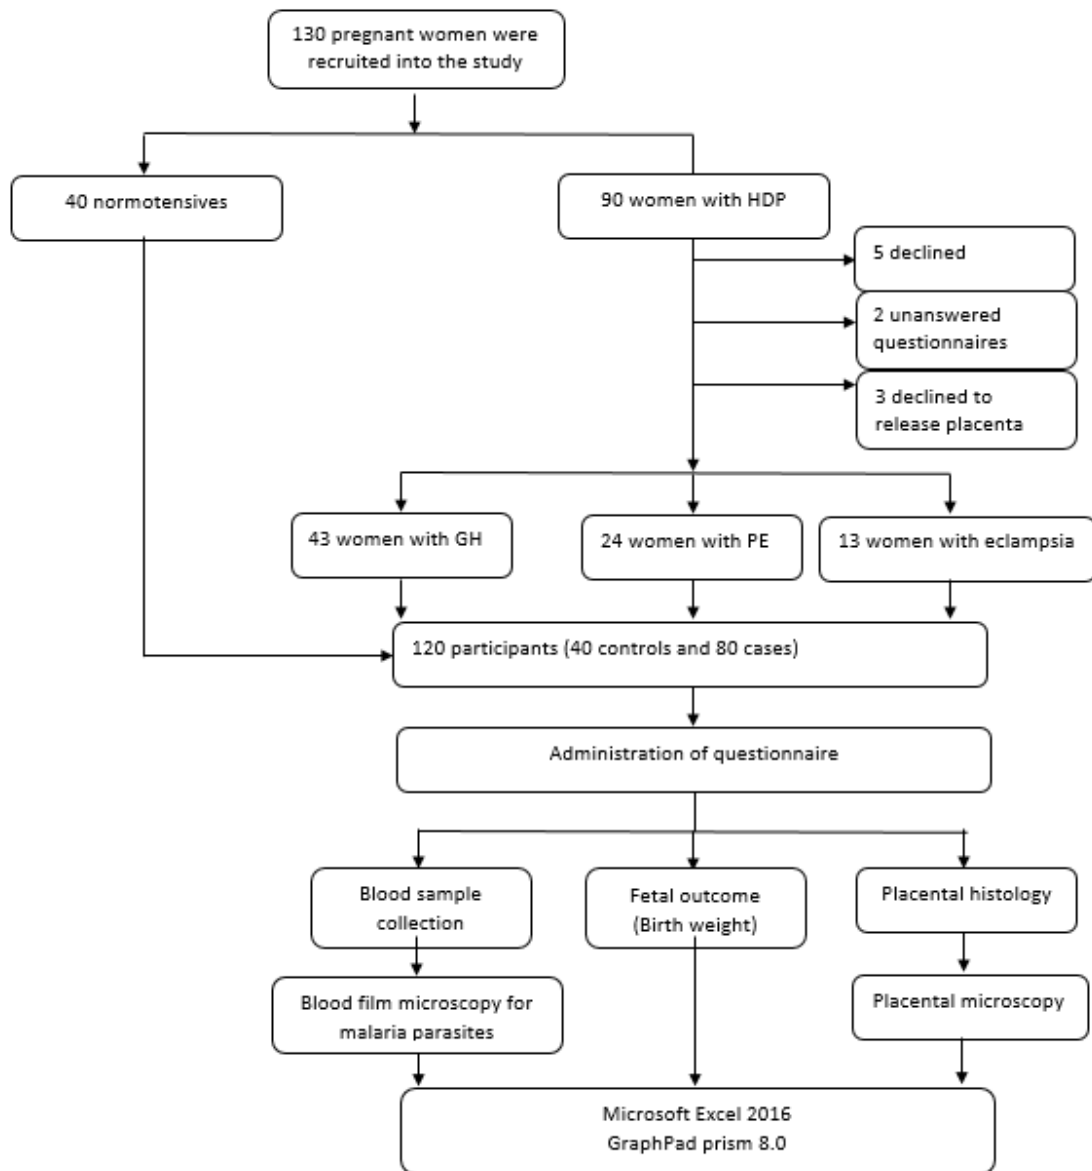 130 pregnant women were
recruited into the study
40 normotensives
90 women with HDP
5 declined
2 unanswered
questionnaires
3 declined to
release placenta
43 women with GH
24 women with PE
13 women with eclampsia
120 participants (40 controls and 80 cases)
Administration of questionnaire
Blood sample
collection
Fetal outcome
(Birth weight)
Placental histology
Blood film microscopy for
malaria parasites
Placental microscopy
Microsoft Excel 2016
GraphPad prism 8.0